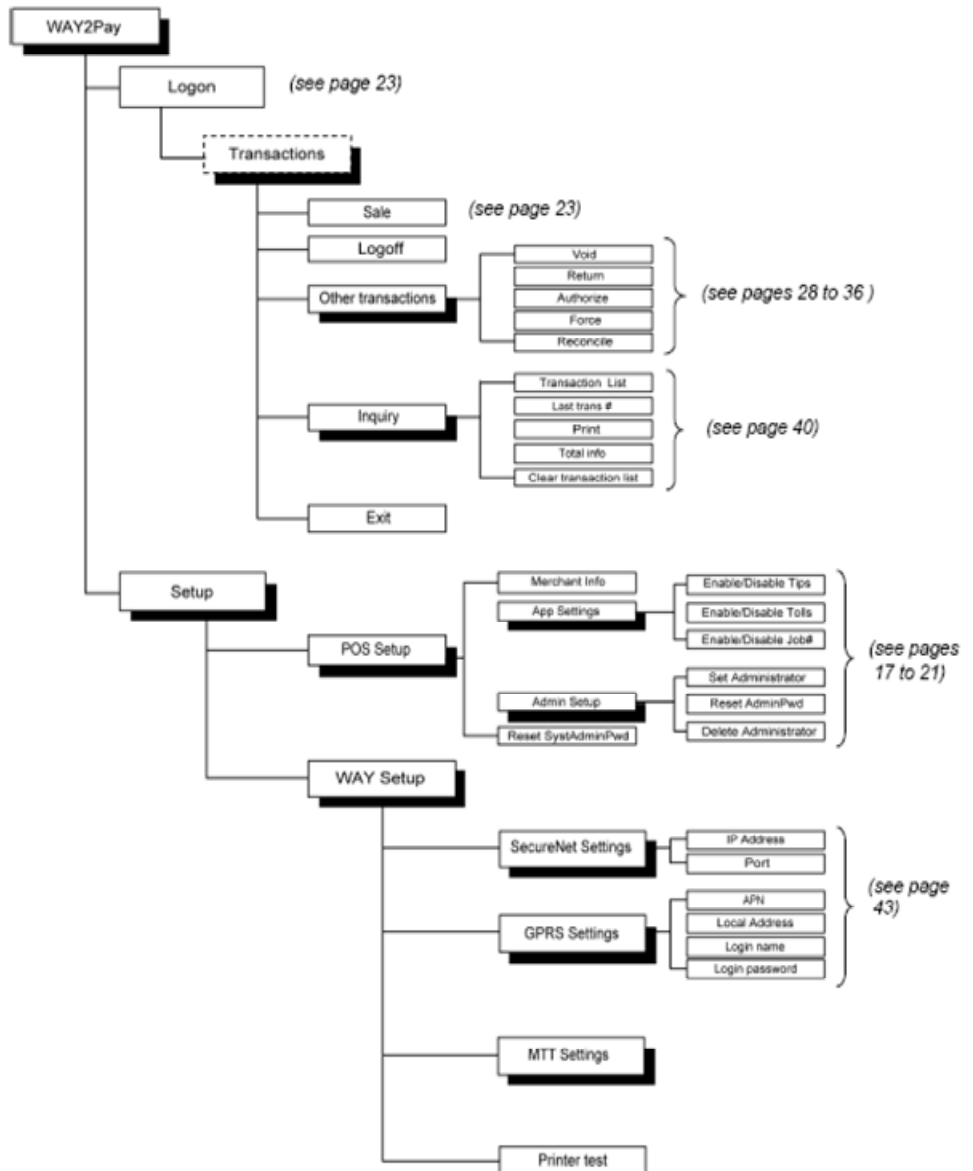 WAY2Pay
Logon
(see page 23)
Transactions
Sale
(see page 23)
Logoff
Other transactions
Void
Return
Authorize
Force
Reconcile
(see pages 28 to 36 )
Inquiry
Transaction List
Last trans #
Print
Total info
Clear transaction list
(see page 40)
Exit
Setup
POS Setup
Merchant Info
App Settings
Enable/Disable Tips
Enable/Disable Tolls
Enable/Disable Job#
Admin Setup
Set Administrator
Reset AdminPwd
Delete Administrator
Reset SystAdminPwd
(see pages
17 to 21)
WAY Setup
SecureNet Settings
IP Address
Port
GPRS Settings
APN
Local Address
Login name
Login password
(see page
43)
MTT Settings
Printer test